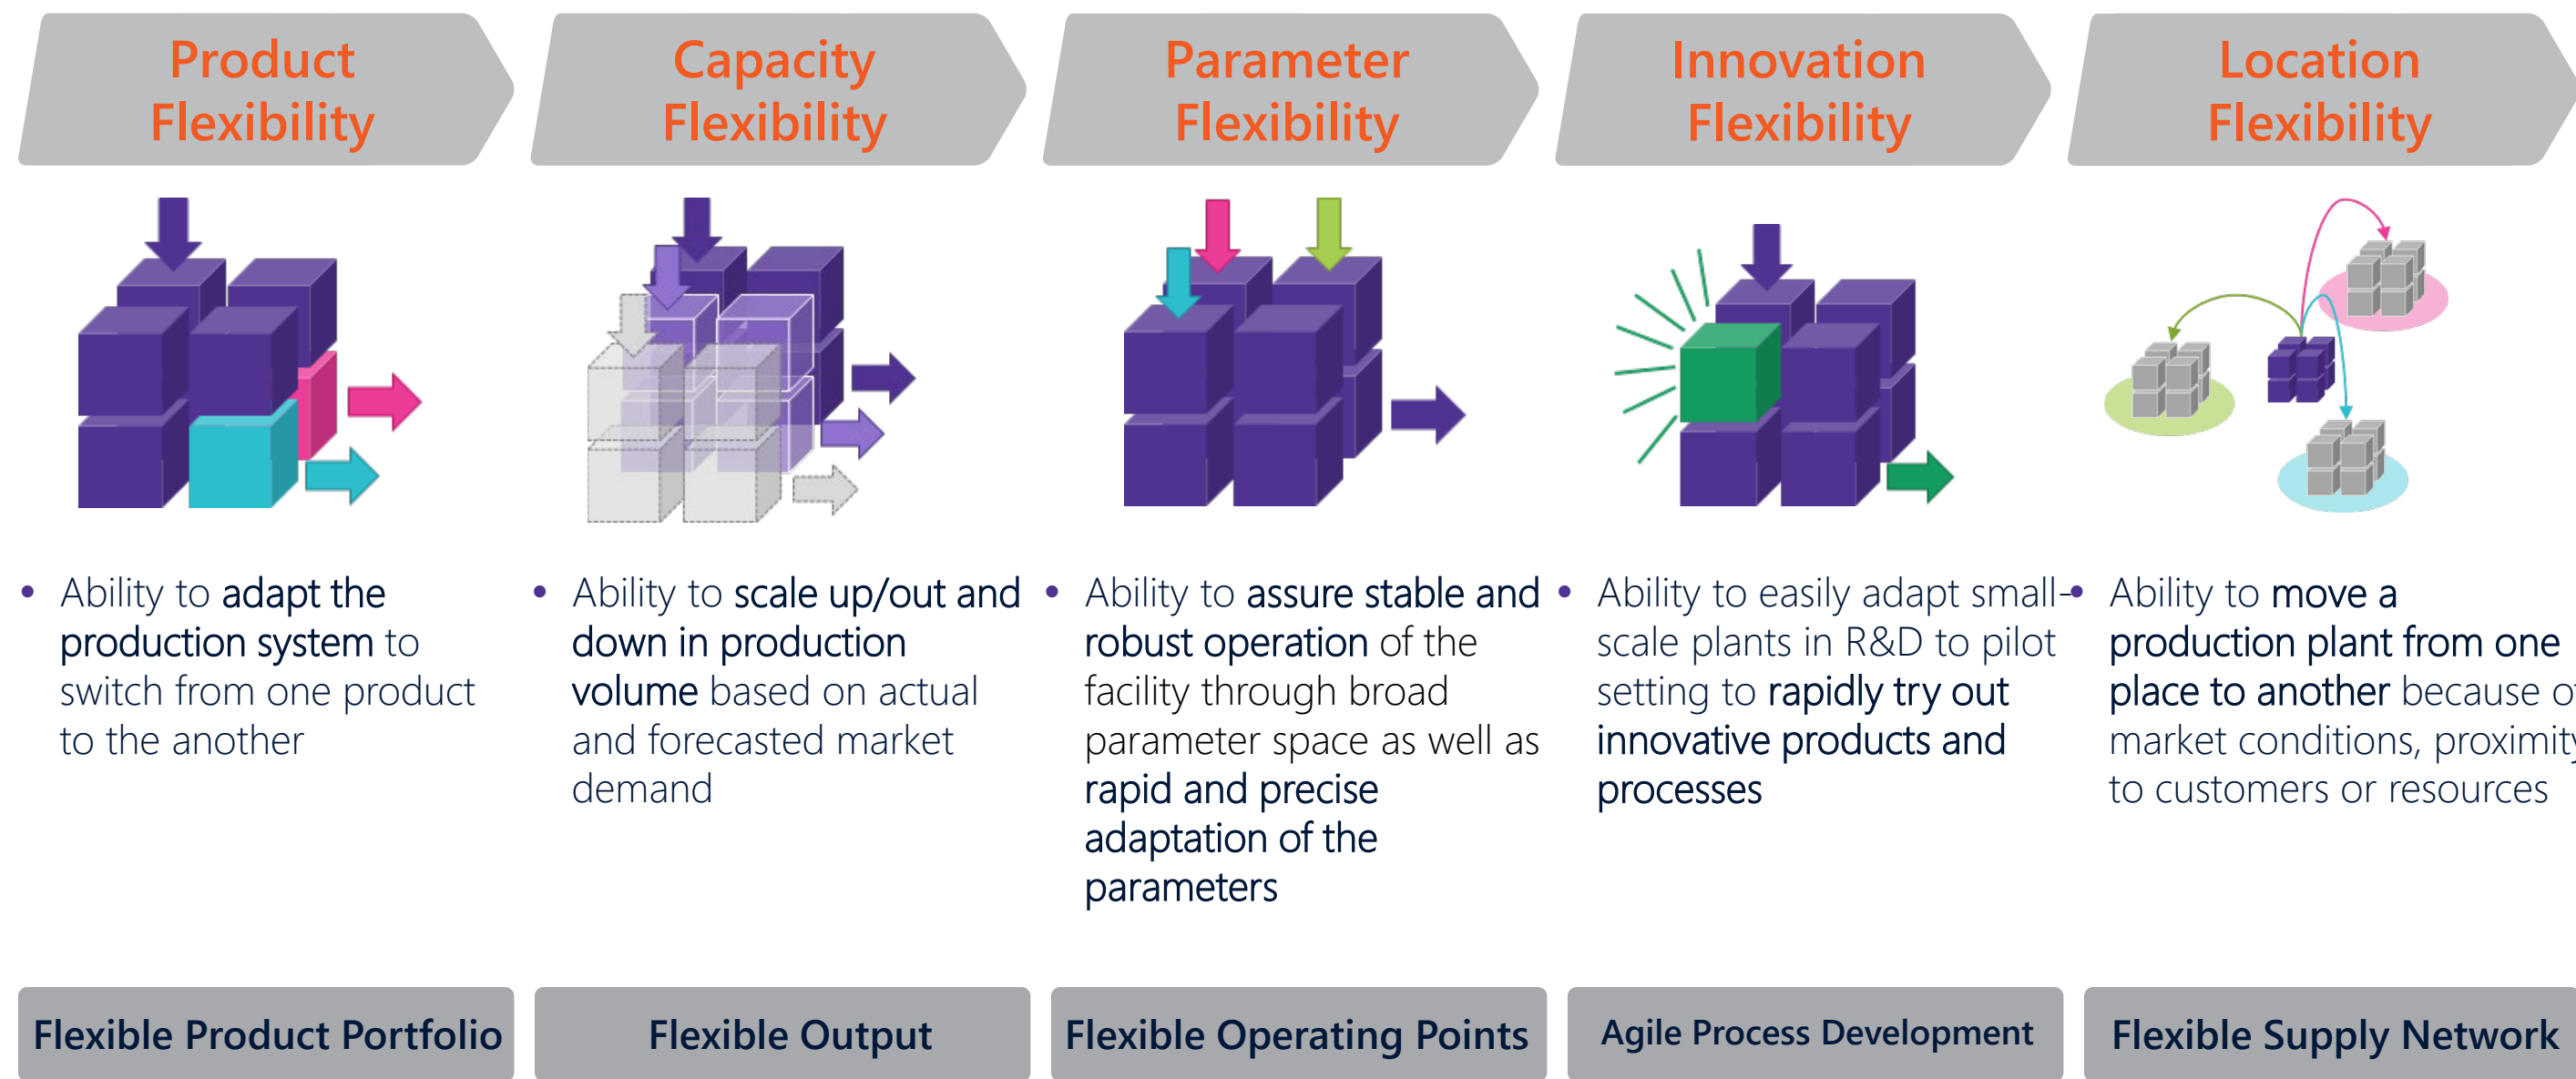 Product
Flexibility
Capacity
Flexibility
Parameter
Flexibility
Innovation
Flexibility
Location
Flexibility
• Ability to adapt the
production system to
switch from one product
to the another
• Ability to scale up/out and
down in production
volume based on actual
and forecasted market
demand
• Ability to assure stable and
robust operation of the
facility through broad
parameter space as well as
rapid and precise
adaptation of the
parameters
• Ability to easily adapt small-
scale plants in R&D to pilot
setting to rapidly try out
innovative products and
processes
• Ability to move a
production plant from one
place to another because of
market conditions, proximity
to customers or resources
Flexible Product Portfolio
Flexible Output
Flexible Operating Points
Agile Process Development
Flexible Supply Network